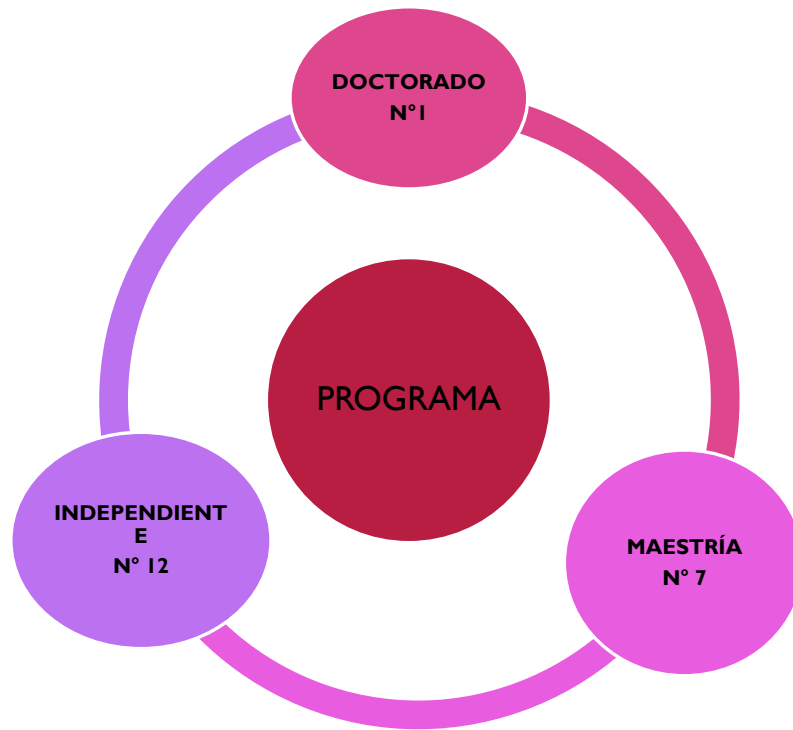 DOCTORADO
N°1
PROGRAMA
INDEPENDIENT
E
N° 12
MAESTRÍA
N° 7